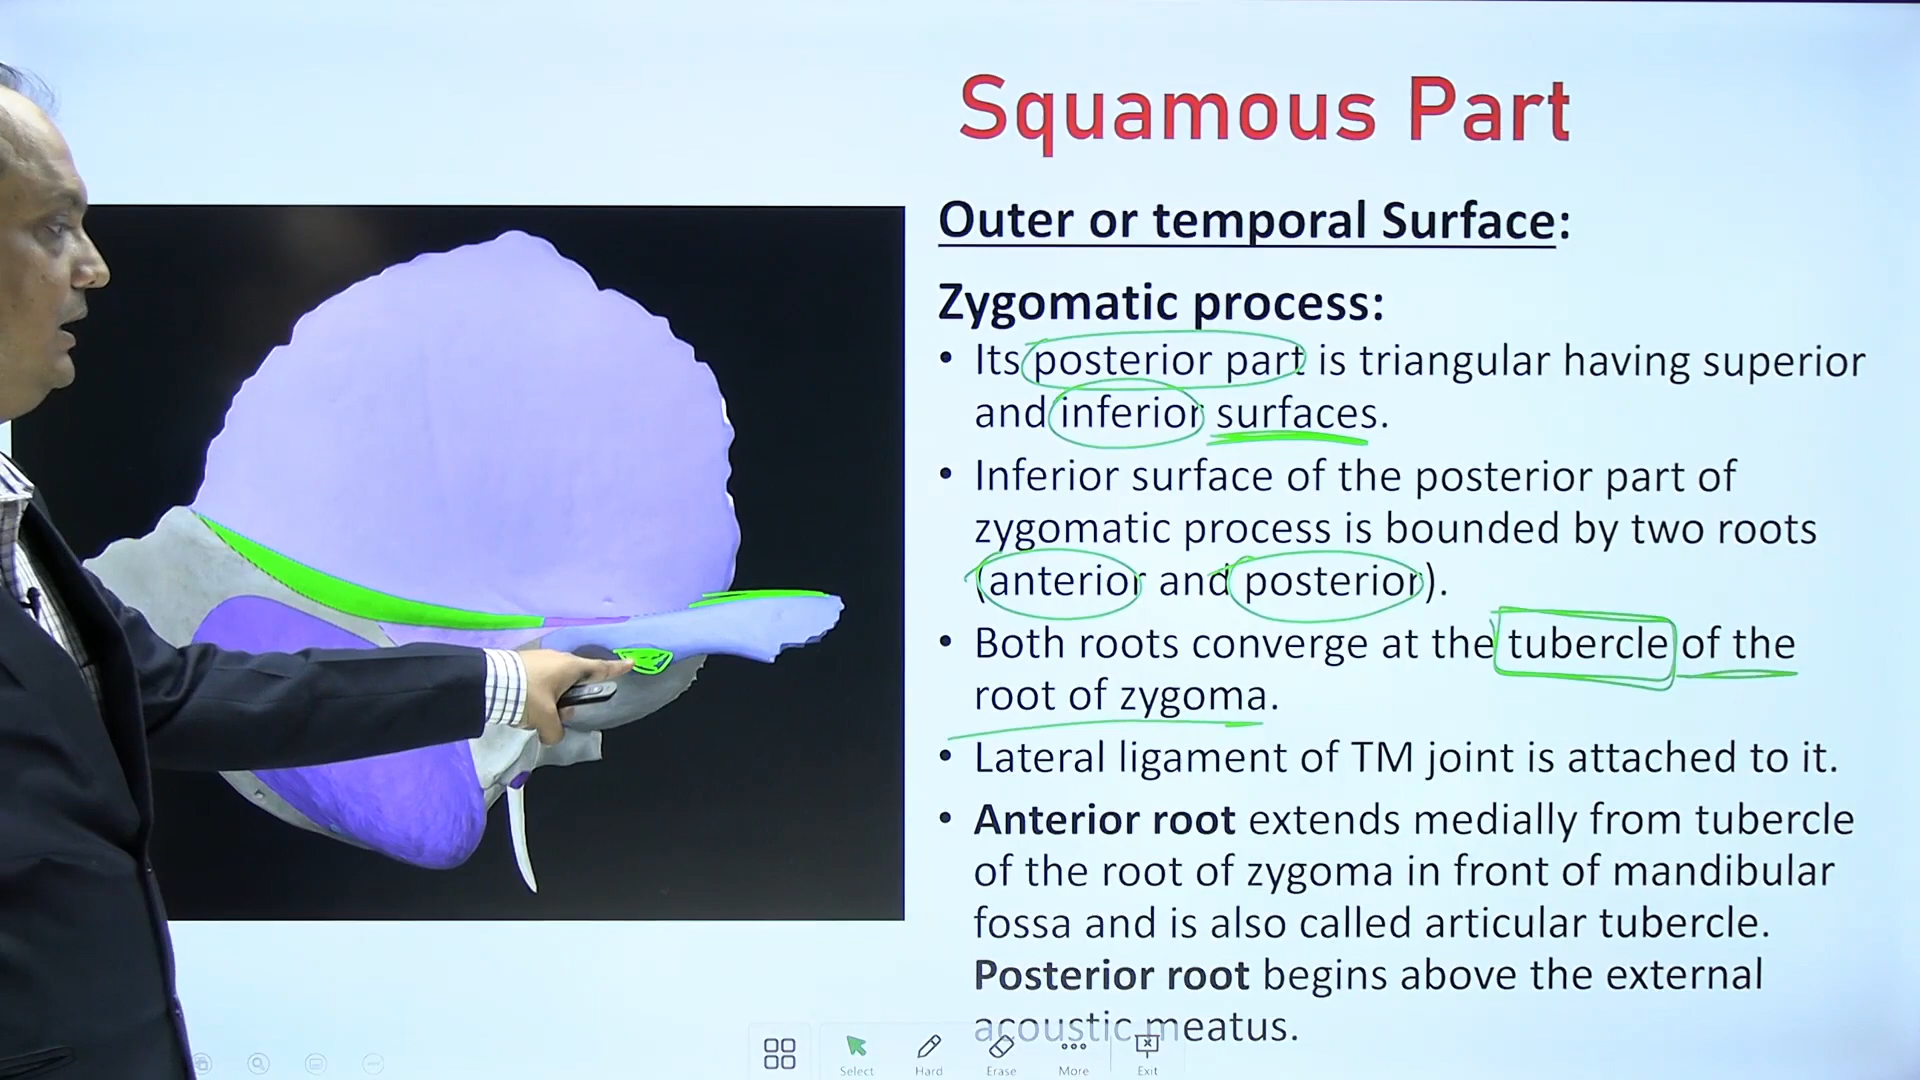 Squamous Part
Outer or temporal Surface:
Zygomatic process:
• Its posterior part is triangular having superior
and inferior surfaces.
• Inferior surface of the posterior part of
zygomatic process is bounded by two roots
(anterior and posterior).
• Both roots converge at the tubercle of the
root of zygoma.
• Lateral ligament of TM joint is attached to it.
• Anterior root extends medially from tubercle
of the root of zygoma in front of mandibular
fossa and is also called articular tubercle.
Posterior root begins above the external
acoustic meatus.
Select Hard Erase More Exit